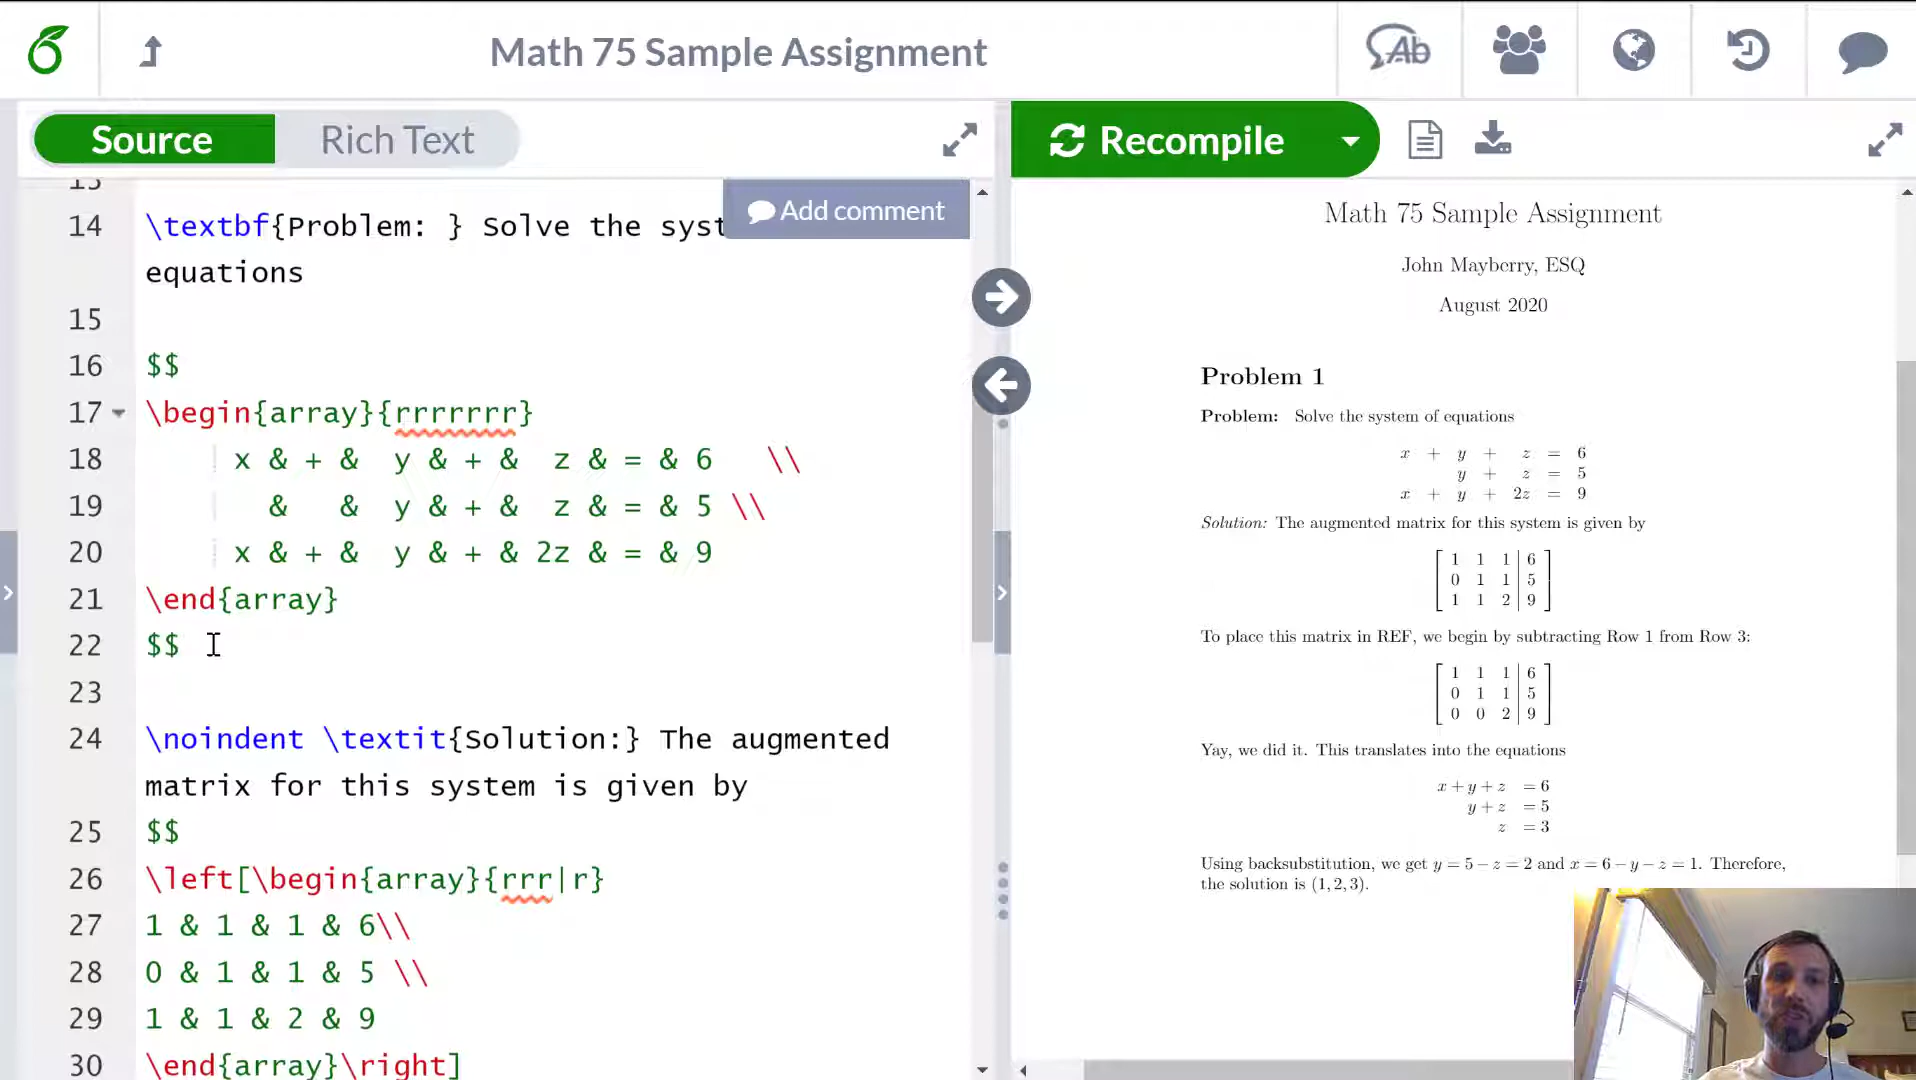 Math 75 Sample Assignment
Ab
Source
Rich Text
Recompile
Add comment
14 \textbf{Problem: } Solve the syst
equations
15
16 $$
17 \begin{array}{rrrrrrr}
18 x & + & y & + & z & = & 6 \\
19 & & y & + & z & = & 5 \\
20 x & + & y & + & 2z & = & 9
21 \end{array}
22 $$
23
24 \noindent \textit{Solution:} The augmented
matrix for this system is given by
25 $$
26 \left[\begin{array}{rrr|r}
27 1 & 1 & 1 & 6\\
28 0 & 1 & 1 & 5 \\
29 1 & 1 & 2 & 9
30 \end{array}\right]
Math 75 Sample Assignment
John Mayberry, ESQ
August 2020
Problem 1
Problem: Solve the system of equations
x + y + z = 6
y + z = 5
x + y + 2z = 9
Solution: The augmented matrix for this system is given by
1 1 1 | 6
0 1 1 | 5
1 1 2 | 9
To place this matrix in REF, we begin by subtracting Row 1 from Row 3:
1 1 1 | 6
0 1 1 | 5
0 0 2 | 9
Yay, we did it. This translates into the equations
x + y + z = 6
y + z = 5
z = 3
Using backsubstitution, we get y = 5 − z = 2 and x = 6 − y − z = 1. Therefore,
the solution is (1, 2, 3).